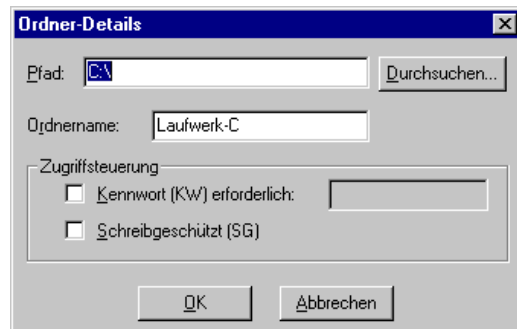 Ordner-Details
Pfad: C:\ Durchsuchen...
Ordnername: Laufwerk-C
Zugriffsteuerung
Kennwort (KW) erforderlich:
Schreibgeschützt (SG)
OK Abbrechen